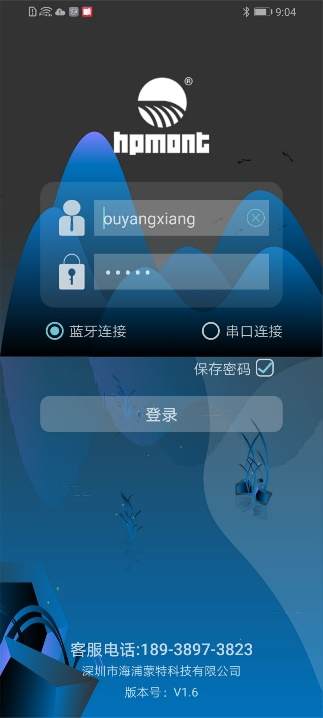 9:04
®
hpmont
ouyangxiang
•••••
蓝牙连接
串口连接
保存密码
登录
客服电话:189-3897-3823
深圳市海浦蒙特科技有限公司
版本号: V1.6